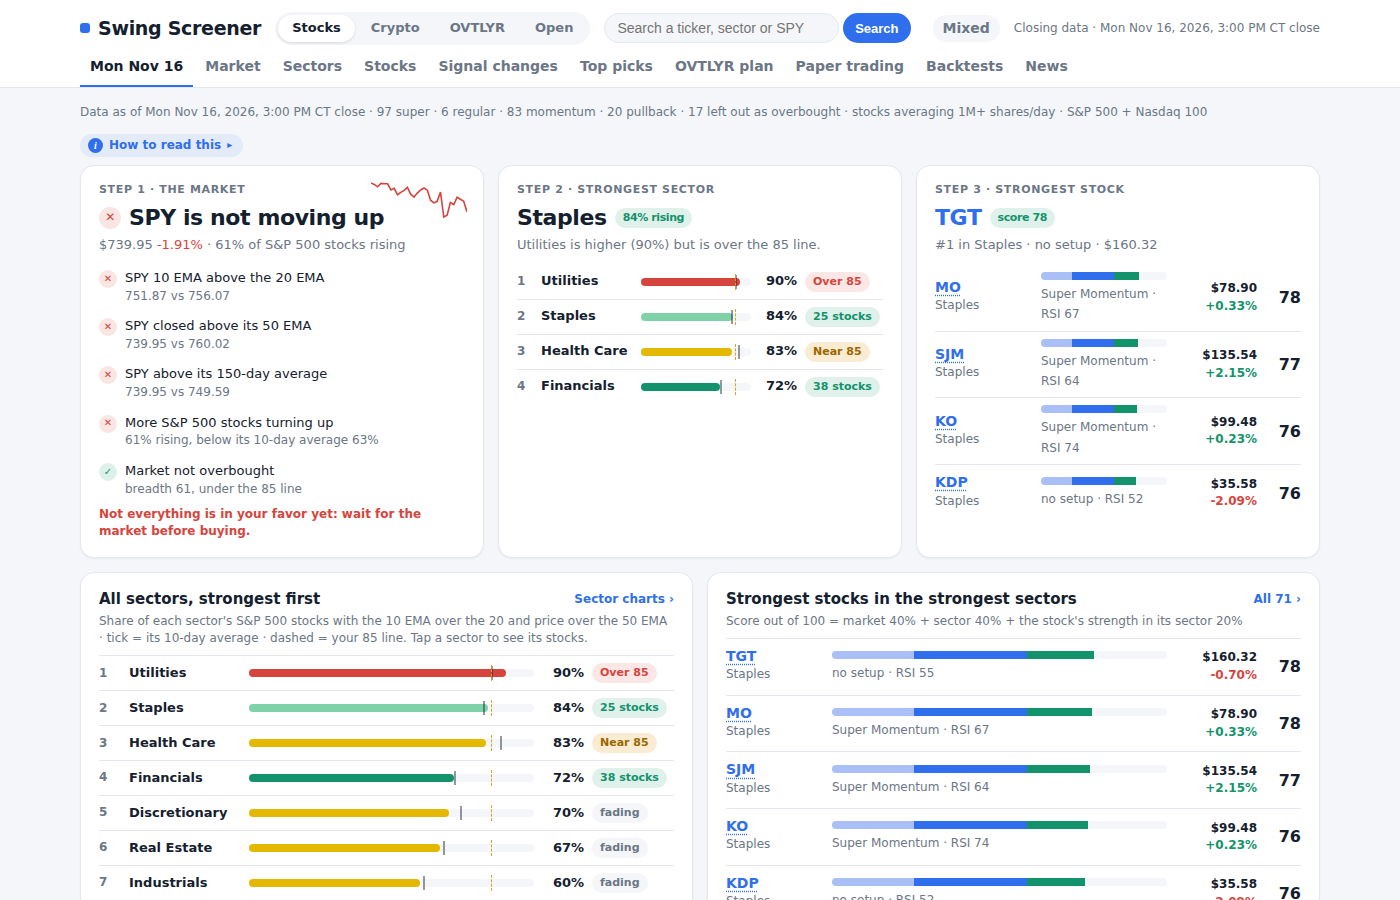 Swing Screener
Stocks
Crypto
OVTLYR
Open
Search a ticker, sector or SPY
Search
Mixed
Closing data · Mon Nov 16, 2026, 3:00 PM CT close
Mon Nov 16
Market
Sectors
Stocks
Signal changes
Top picks
OVTLYR plan
Paper trading
Backtests
News
Data as of Mon Nov 16, 2026, 3:00 PM CT close · 97 super · 6 regular · 83 momentum · 20 pullback · 17 left out as overbought · stocks averaging 1M+ shares/day · S&P 500 + Nasdaq 100
i How to read this ▸
STEP 1 · THE MARKET
✕ SPY is not moving up
$739.95 -1.91% · 61% of S&P 500 stocks rising
✕ SPY 10 EMA above the 20 EMA
751.87 vs 756.07
✕ SPY closed above its 50 EMA
739.95 vs 760.02
✕ SPY above its 150-day average
739.95 vs 749.59
✕ More S&P 500 stocks turning up
61% rising, below its 10-day average 63%
✓ Market not overbought
breadth 61, under the 85 line
Not everything is in your favor yet: wait for the
market before buying.
STEP 2 · STRONGEST SECTOR
Staples 84% rising
Utilities is higher (90%) but is over the 85 line.
1 Utilities 90% Over 85
2 Staples 84% 25 stocks
3 Health Care 83% Near 85
4 Financials 72% 38 stocks
STEP 3 · STRONGEST STOCK
TGT score 78
#1 in Staples · no setup · $160.32
MO
Staples
Super Momentum ·
RSI 67
$78.90
+0.33%
78
SJM
Staples
Super Momentum ·
RSI 64
$135.54
+2.15%
77
KO
Staples
Super Momentum ·
RSI 74
$99.48
+0.23%
76
KDP
Staples
no setup · RSI 52
$35.58
-2.09%
76
All sectors, strongest first
Sector charts ›
Share of each sector's S&P 500 stocks with the 10 EMA over the 20 and price over the 50 EMA
· tick = its 10-day average · dashed = your 85 line. Tap a sector to see its stocks.
1 Utilities 90% Over 85
2 Staples 84% 25 stocks
3 Health Care 83% Near 85
4 Financials 72% 38 stocks
5 Discretionary 70% fading
6 Real Estate 67% fading
7 Industrials 60% fading
Strongest stocks in the strongest sectors
All 71 ›
Score out of 100 = market 40% + sector 40% + the stock's strength in its sector 20%
TGT
Staples
no setup · RSI 55
$160.32
-0.70%
78
MO
Staples
Super Momentum · RSI 67
$78.90
+0.33%
78
SJM
Staples
Super Momentum · RSI 64
$135.54
+2.15%
77
KO
Staples
Super Momentum · RSI 74
$99.48
+0.23%
76
KDP
Staples
no setup · RSI 52
$35.58
-2.09%
76